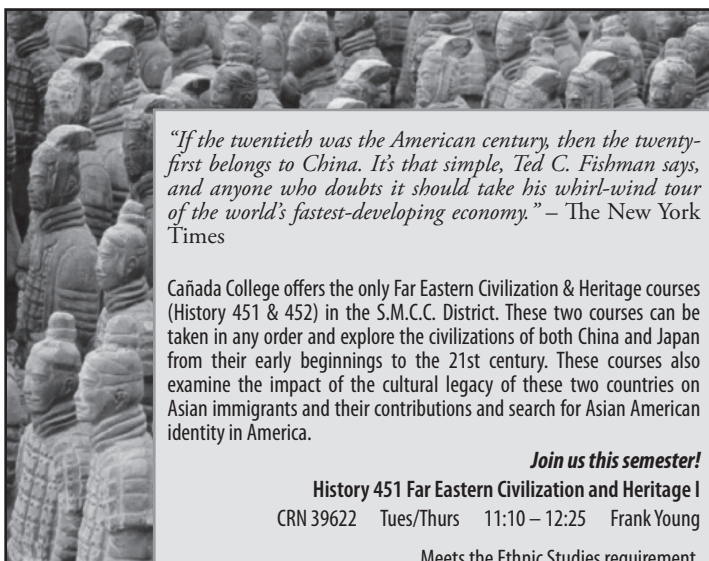 “If the twentieth was the American century, then the twenty-
first belongs to China. It’s that simple, Ted C. Fishman says,
and anyone who doubts it should take his whirl-wind tour
of the world’s fastest-developing economy.” – The New York
Times
Cañada College offers the only Far Eastern Civilization & Heritage courses
(History 451 & 452) in the S.M.C.C. District. These two courses can be
taken in any order and explore the civilizations of both China and Japan
from their early beginnings to the 21st century. These courses also
examine the impact of the cultural legacy of these two countries on
Asian immigrants and their contributions and search for Asian American
identity in America.
Join us this semester!
History 451 Far Eastern Civilization and Heritage I
CRN 39622 Tues/Thurs 11:10 – 12:25 Frank Young
Meets the Ethnic Studies requirement